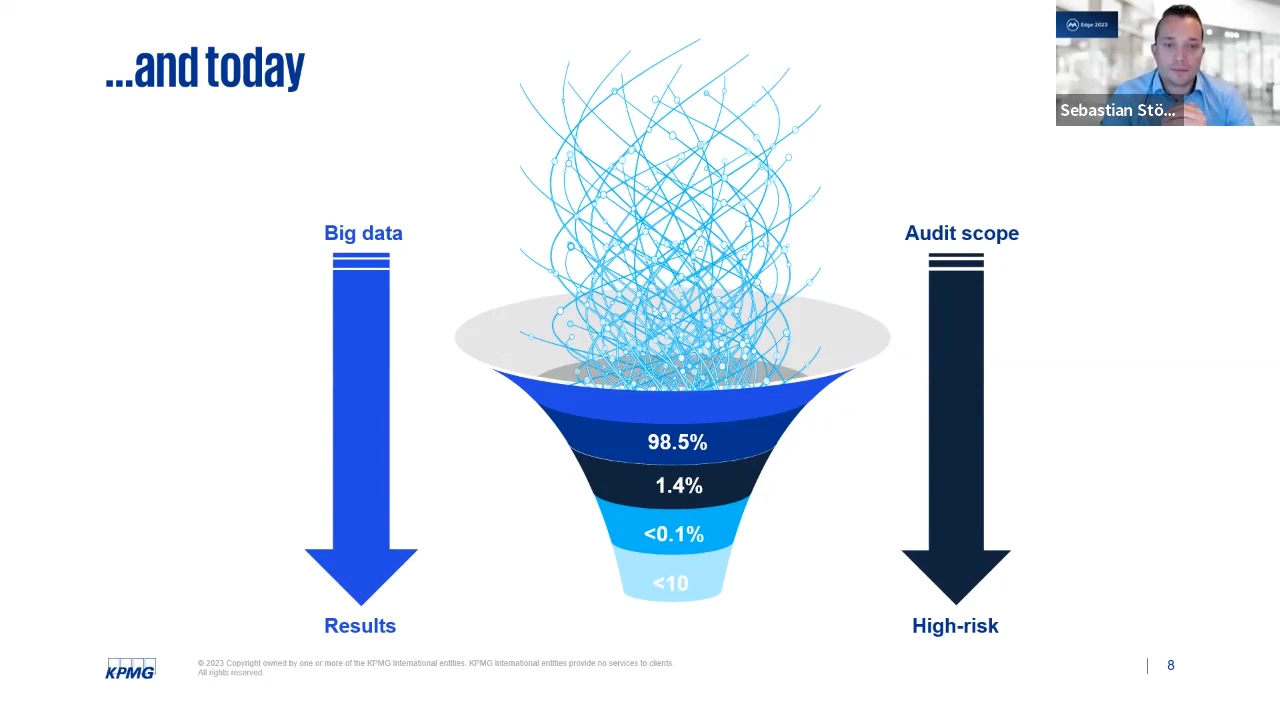 ...and today
Edge 2023
Sebastian Stö...
Big data
Audit scope
98.5%
1.4%
<0.1%
<10
Results
High-risk
KPMG
© 2023 Copyright owned by one or more of the KPMG International entities. KPMG International entities provide no services to clients.
All rights reserved.
8